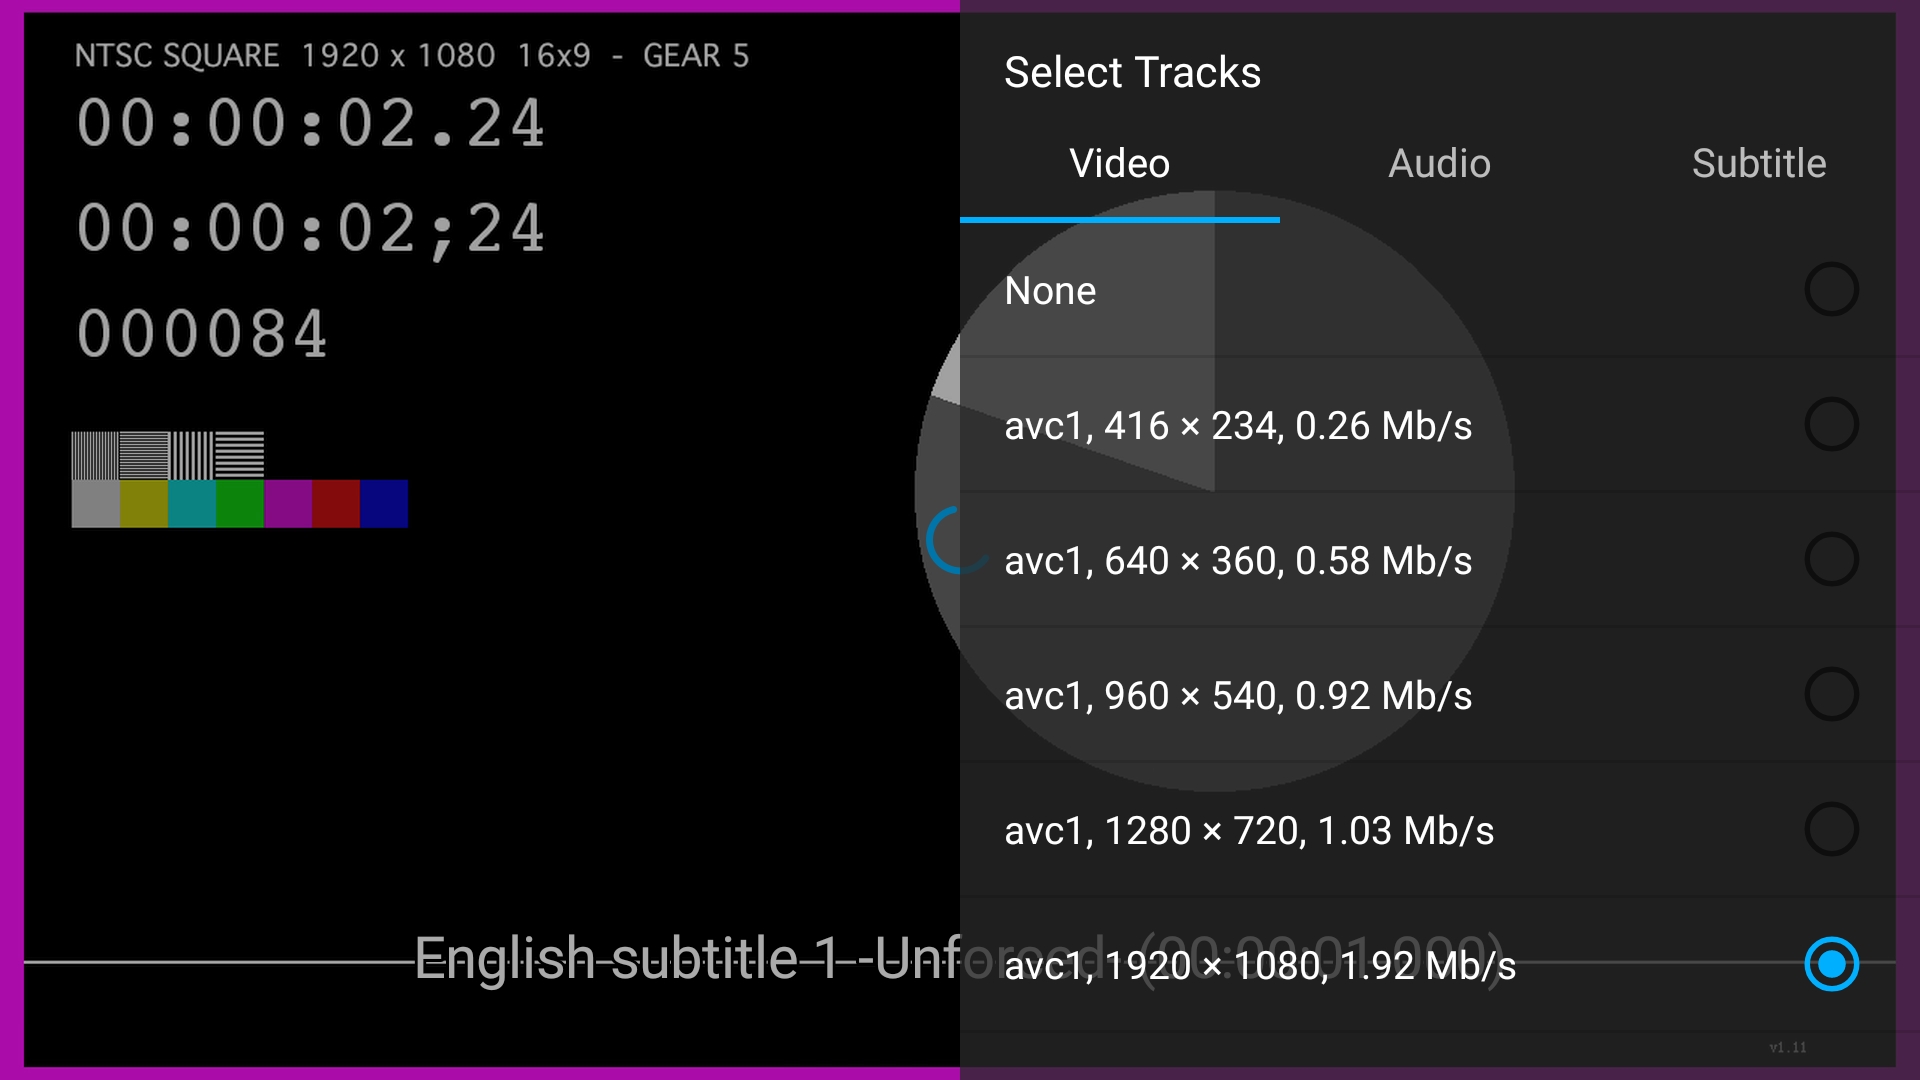 NTSC SQUARE 1920 x 1080 16x9 - GEAR 5
00:00:02.24
00:00:02;24
000084
English subtitle 1 -Unforced (00:00:01.000)
Select Tracks
Video Audio Subtitle
None
avc1, 416 × 234, 0.26 Mb/s
avc1, 640 × 360, 0.58 Mb/s
avc1, 960 × 540, 0.92 Mb/s
avc1, 1280 × 720, 1.03 Mb/s
avc1, 1920 × 1080, 1.92 Mb/s
v1.11